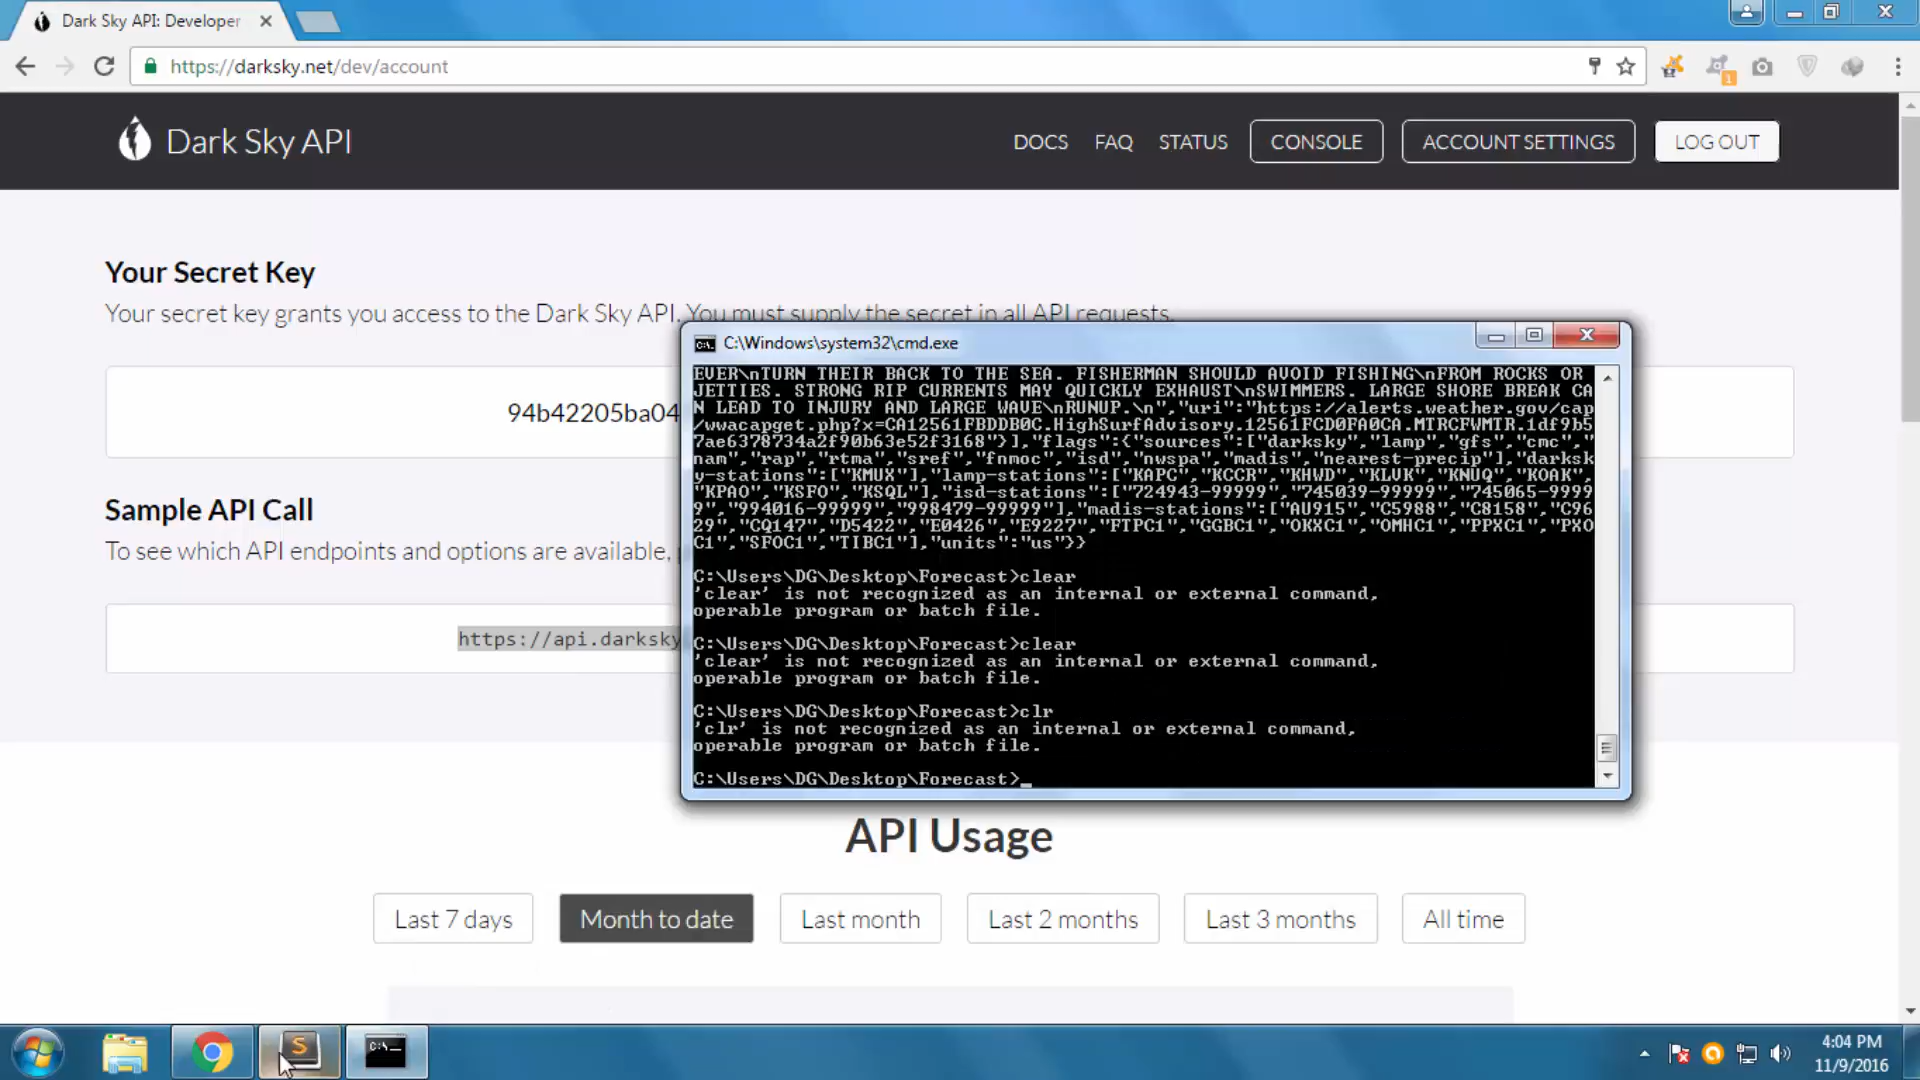 Dark Sky API: Developer
https://darksky.net/dev/account
1
Dark Sky API
DOCS FAQ STATUS CONSOLE ACCOUNT SETTINGS LOG OUT
Your Secret Key
Your secret key grants you access to the Dark Sky API. You must supply the secret in all API requests.
94b42205ba04
Sample API Call
To see which API endpoints and options are available,
https://api.darksky
C:\Windows\system32\cmd.exe
EVER\nTURN THEIR BACK TO THE SEA. FISHERMAN SHOULD AVOID FISHING\nFROM ROCKS OR
JETTIES. STRONG RIP CURRENTS MAY QUICKLY EXHAUST\nSWIMMERS. LARGE SHORE BREAK CA
N LEAD TO INJURY AND LARGE WAVE\nRUNUP.\n","uri":"https://alerts.weather.gov/cap
/wwacapget.php?x=CA12561FBDDB0C.HighSurfAdvisory.12561FCD0FA0CA.MTRCFWMTR.1df9b5
7ae6378734a2f90b63e52f3168"}],"flags":{"sources":["darksky","lamp","gfs","cmc","
nam","rap","rtma","sref","fnmoc","isd","nwspa","madis","nearest-precip"],"darksk
y-stations":["KMUX"],"lamp-stations":["KAPC","KCCR","KHWD","KLVK","KNUQ","KOAK",
"KPAO","KSFO","KSQL"],"isd-stations":["724943-99999","745039-99999","745065-9999
9","994016-99999","998479-99999"],"madis-stations":["AU915","C5988","C8158","C96
29","CQ147","D5422","E0426","E9227","FTPC1","GGBC1","OKXC1","OMHC1","PPXC1","PXO
C1","SFOC1","TIBC1"],"units":"us"}}
C:\Users\DG\Desktop\Forecast>clear
'clear' is not recognized as an internal or external command,
operable program or batch file.
C:\Users\DG\Desktop\Forecast>clear
'clear' is not recognized as an internal or external command,
operable program or batch file.
C:\Users\DG\Desktop\Forecast>clr
'clr' is not recognized as an internal or external command,
operable program or batch file.
C:\Users\DG\Desktop\Forecast>_
API Usage
Last 7 days Month to date Last month Last 2 months Last 3 months All time
4:04 PM
11/9/2016